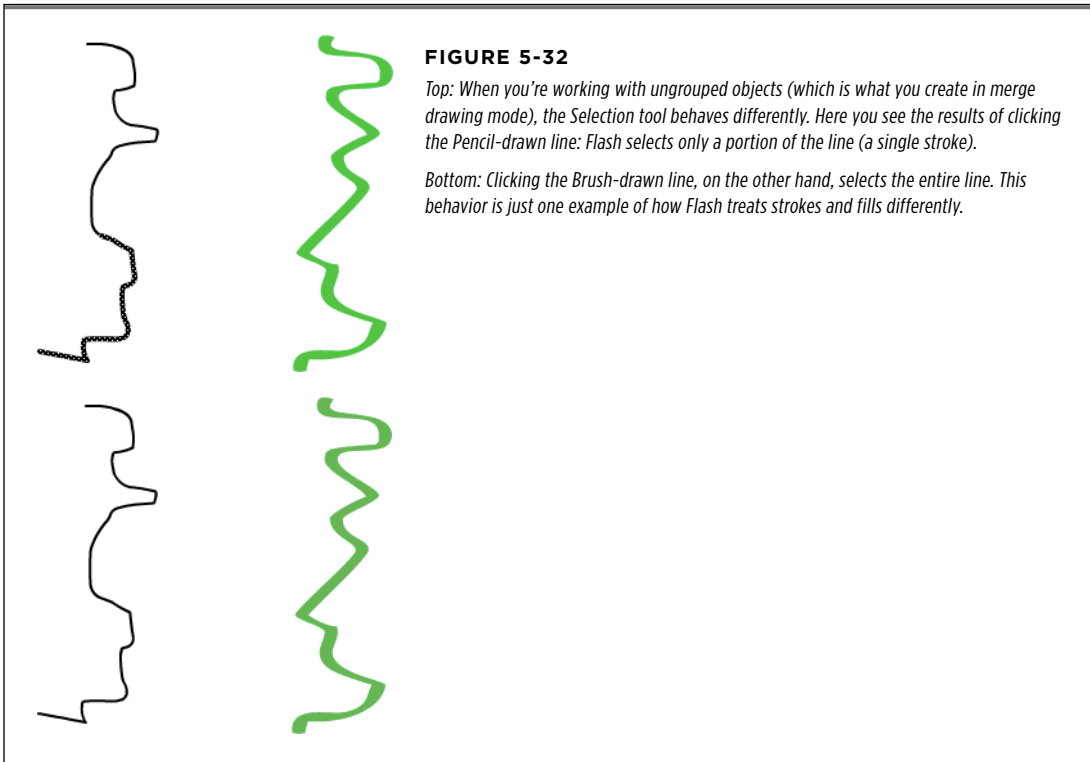 FIGURE 5-32
Top: When you're working with ungrouped objects (which is what you create in merge
drawing mode), the Selection tool behaves differently. Here you see the results of clicking
the Pencil-drawn line: Flash selects only a portion of the line (a single stroke).
Bottom: Clicking the Brush-drawn line, on the other hand, selects the entire line. This
behavior is just one example of how Flash treats strokes and fills differently.